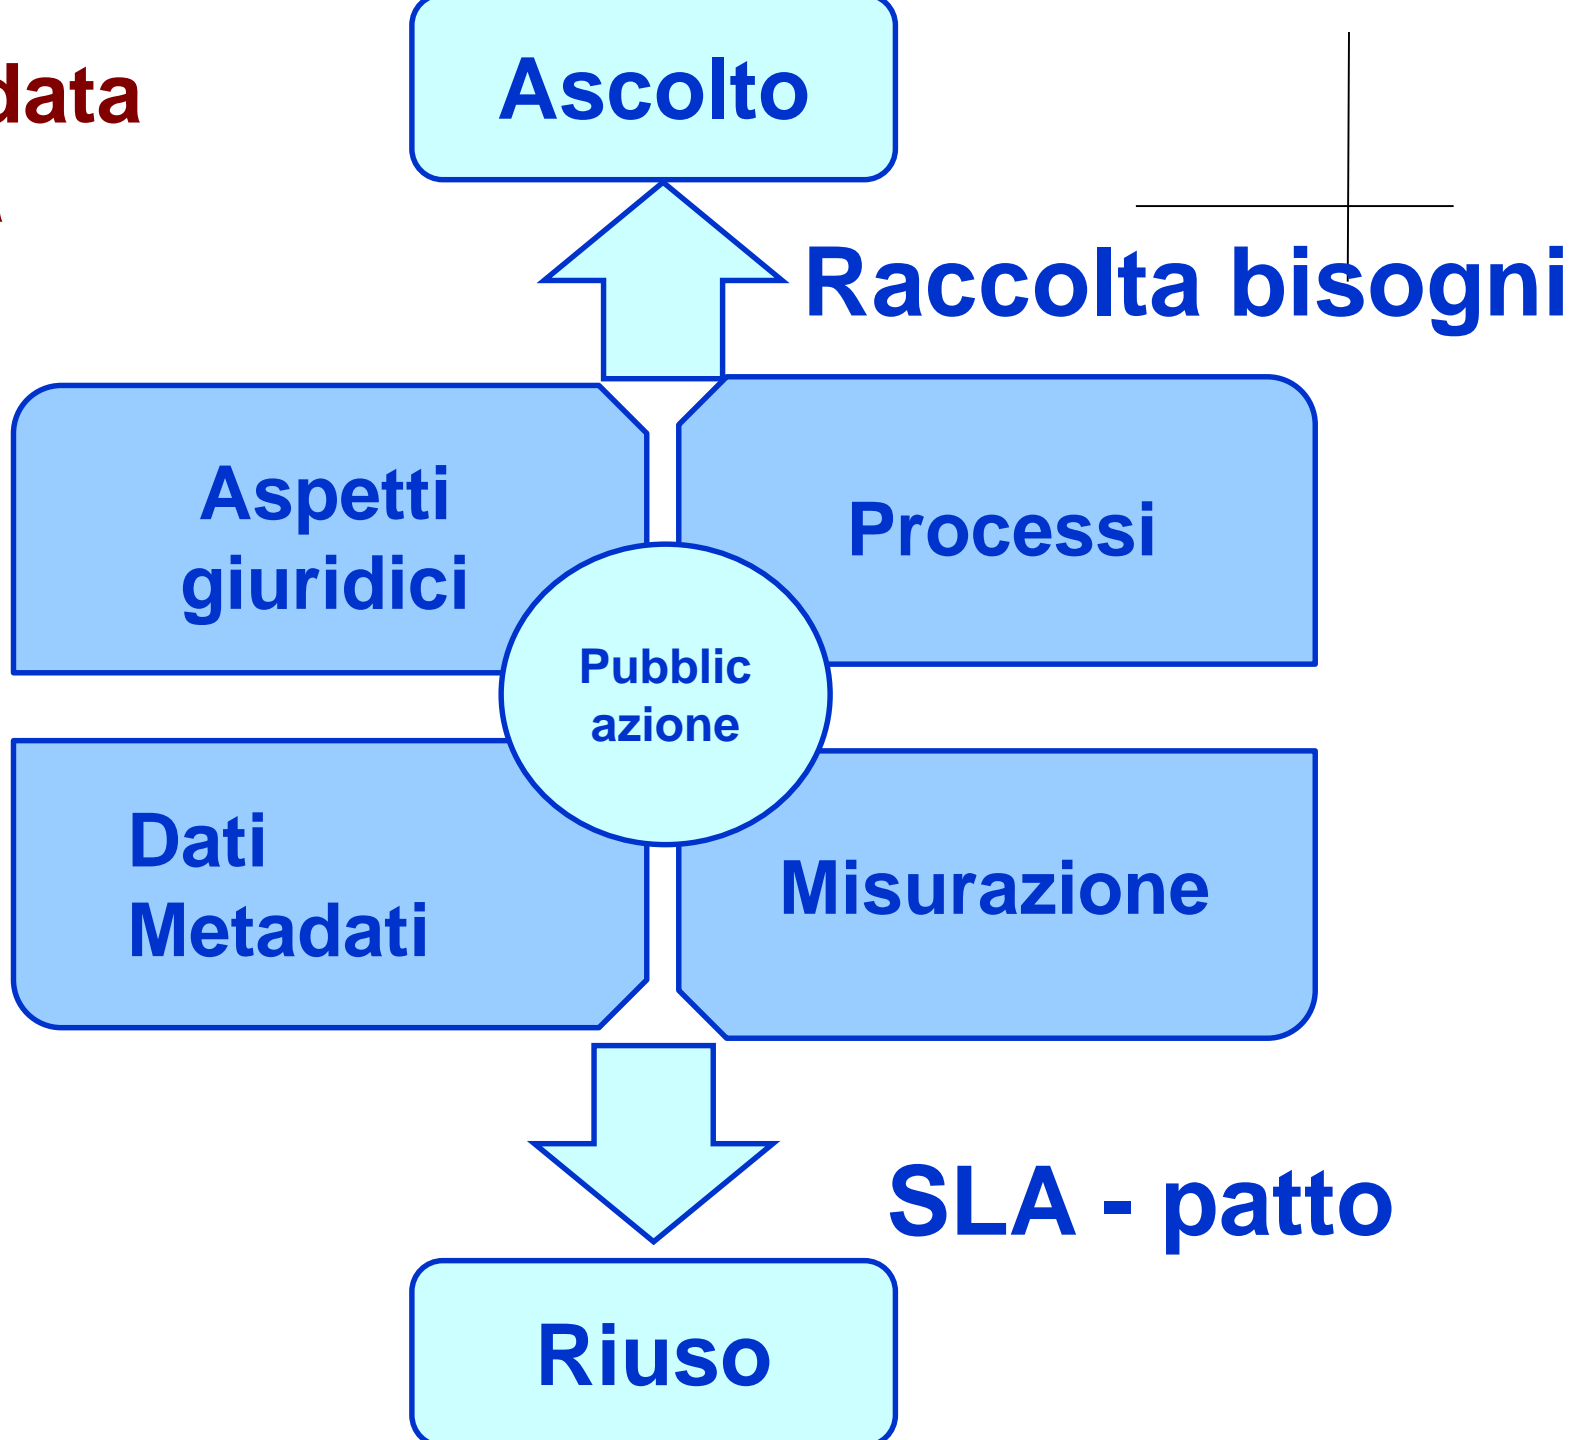 data
Ascolto
Raccolta bisogni
Aspetti
giuridici
Processi
Pubblic
azione
Dati
Metadati
Misurazione
SLA - patto
Riuso